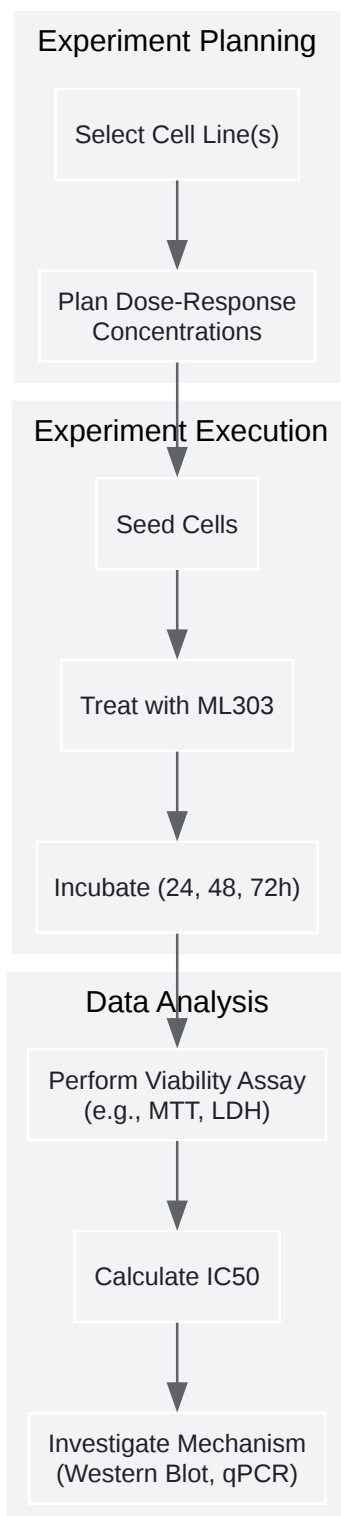 Experiment Planning
Select Cell Line(s)
Plan Dose-Response
Concentrations
Experiment Execution
Seed Cells
Treat with ML303
Incubate (24, 48, 72h)
Data Analysis
Perform Viability Assay
(e.g., MTT, LDH)
Calculate IC50
Investigate Mechanism
(Western Blot, qPCR)